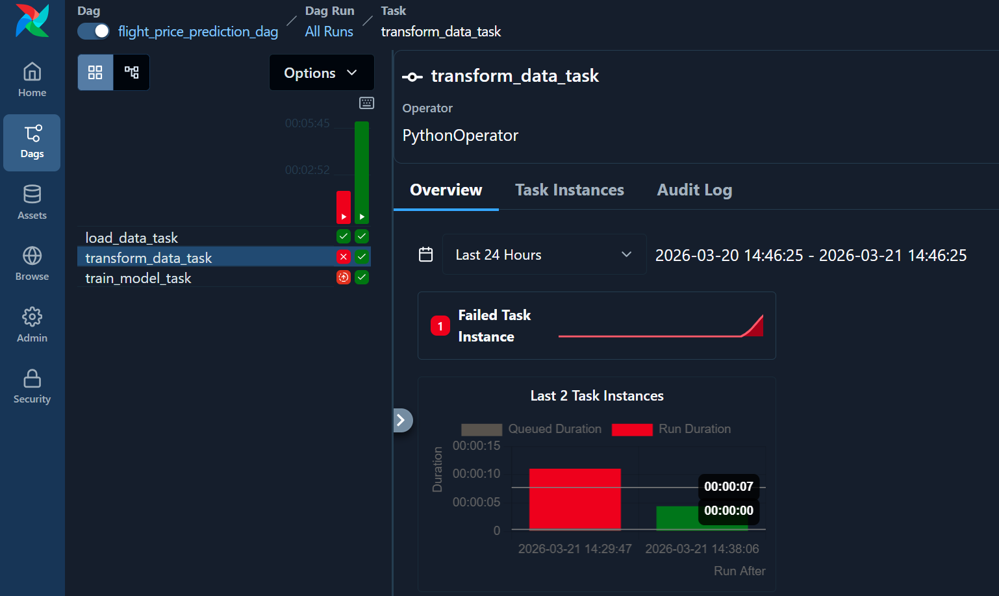 Dag
flight_price_prediction_dag
Dag Run
All Runs
Task
transform_data_task
Home
Dags
Assets
Browse
Admin
Security
Options
00:05:45
00:02:52
load_data_task
transform_data_task
train_model_task
transform_data_task
Operator
PythonOperator
Overview
Task Instances
Audit Log
Last 24 Hours
2026-03-20 14:46:25 - 2026-03-21 14:46:25
1
Failed Task
Instance
Last 2 Task Instances
Queued Duration
Run Duration
Duration
00:00:15
00:00:10
00:00:05
0
00:00:07
00:00:00
2026-03-21 14:29:47
2026-03-21 14:38:06
Run After